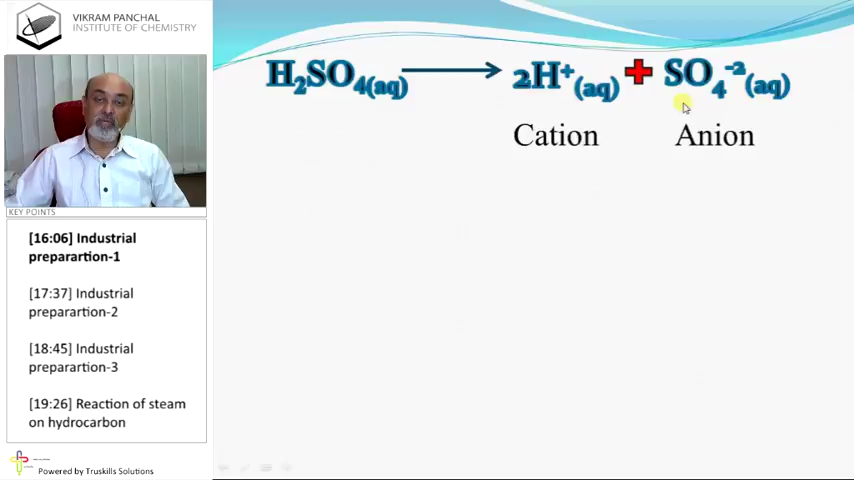 VIKRAM PANCHAL
INSTITUTE OF CHEMISTRY
H₂SO₄(aq) → 2H⁺(aq) + SO₄⁻²(aq)
Cation Anion
KEY POINTS
[16:06] Industrial
preparartion-1
[17:37] Industrial
preparartion-2
[18:45] Industrial
preparartion-3
[19:26] Reaction of steam
on hydrocarbon
Powered by Truskills Solutions